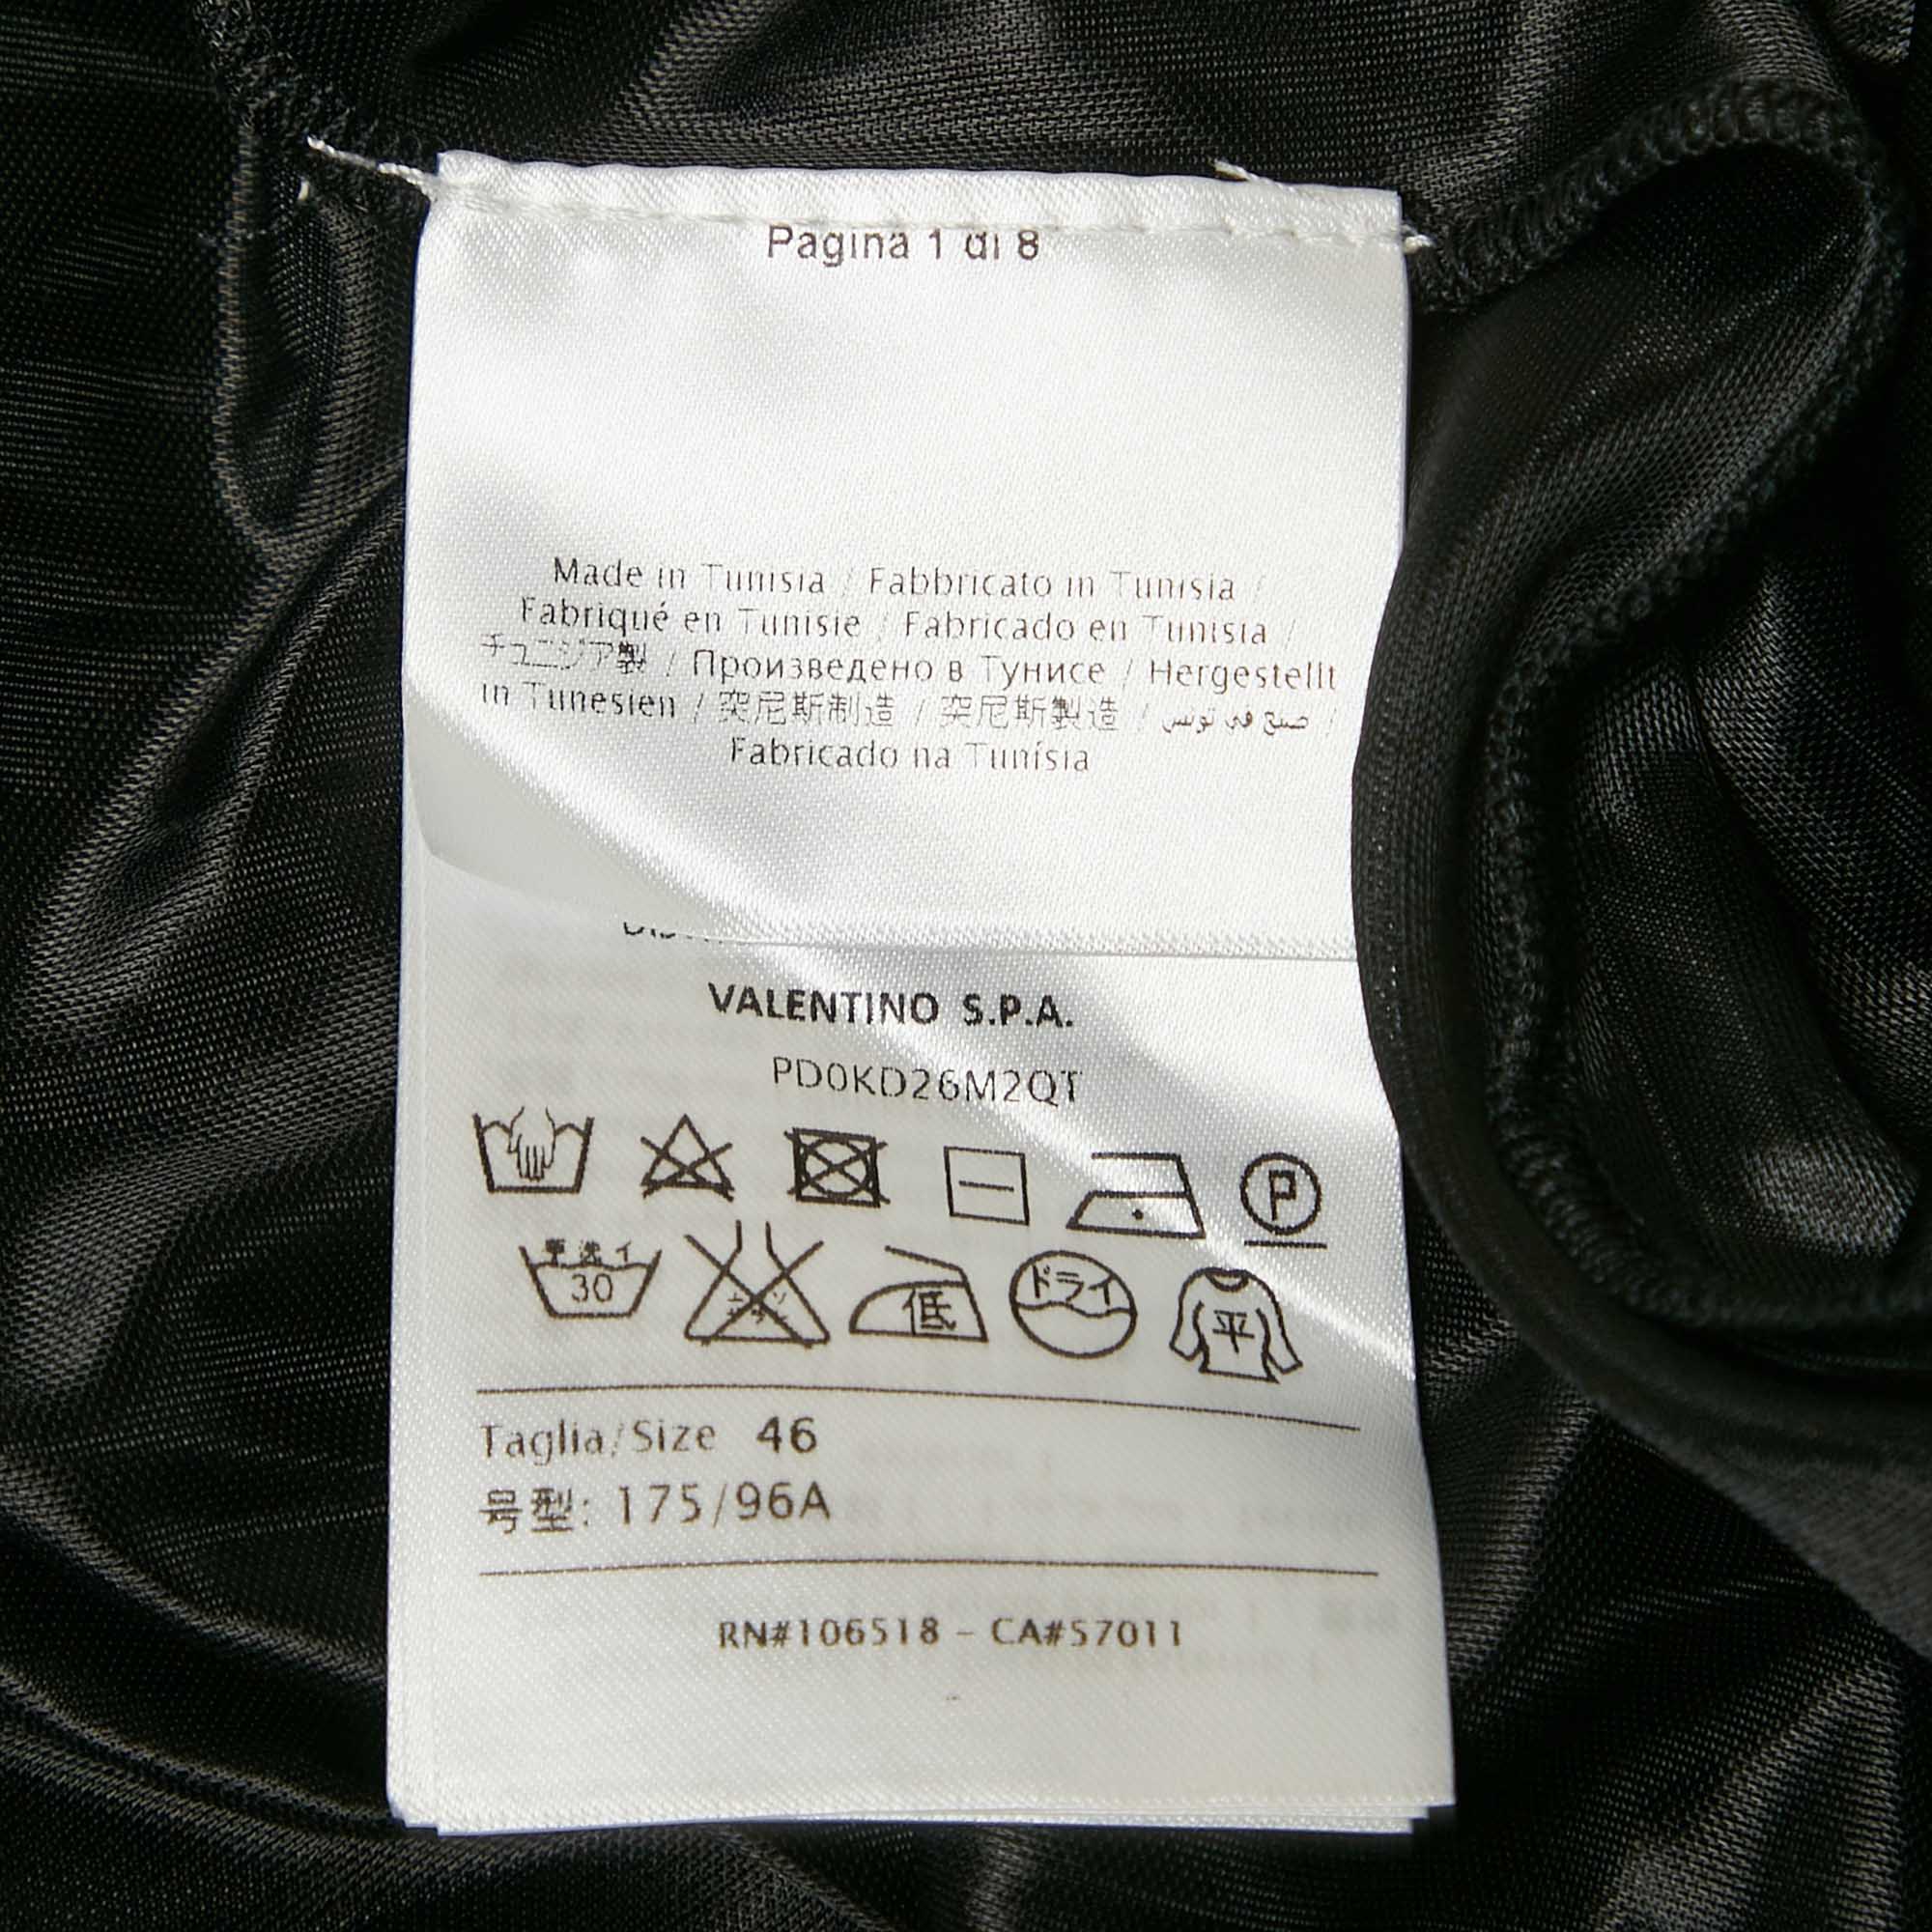 Pagina 1 di 8
Made in Tunisia / Fabbricato in Tunisia /
Fabriqué en Tunisie / Fabricado en Tunisia /
チュニジア製 / Произведено в Тунисе / Hergestellt
in Tunesien / 突尼斯制造 / 突尼斯製造 / صنع في تونس /
Fabricado na Tunísia
VALENTINO S.P.A.
PD0KD26M2QT
P
手洗イ
30
低
ドライ
平
Taglia/Size 46
号型: 175/96A
RN#106518 - CA#57011